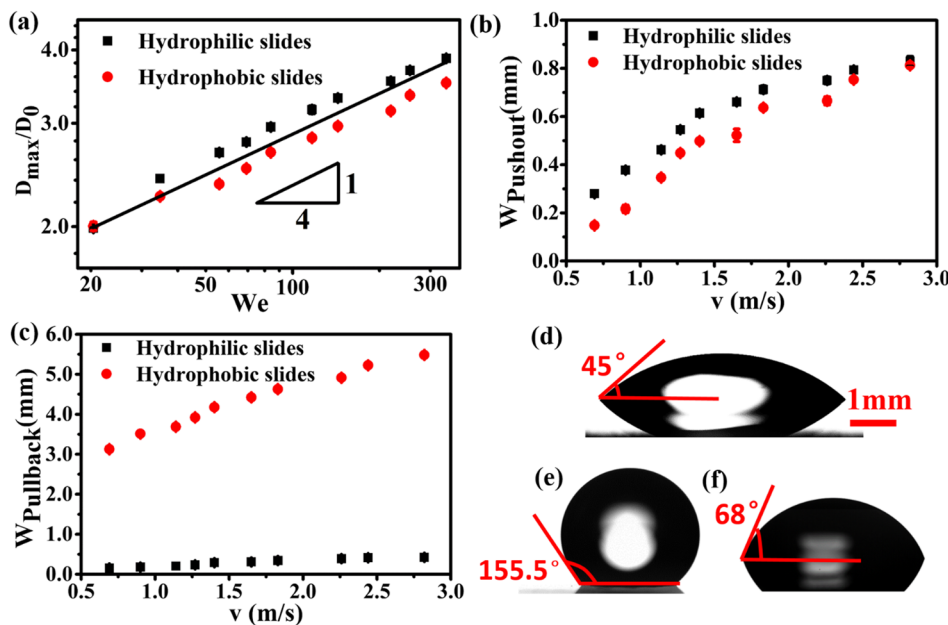 (a)
Hydrophilic slides
Hydrophobic slides
4.0
3.0
2.0
Dmax/D0
1
4
20
50
100
300
We
(b)
Hydrophilic slides
Hydrophobic slides
1.0
0.8
0.6
0.4
0.2
0.0
WPushout(mm)
0.5
1.0
1.5
2.0
2.5
3.0
v (m/s)
(c)
Hydrophilic slides
Hydrophobic slides
6.0
5.0
4.0
3.0
2.0
1.0
0.0
WPullback(mm)
0.5
1.0
1.5
2.0
2.5
3.0
v (m/s)
(d)
45°
1mm
(e)
155.5°
(f)
68°